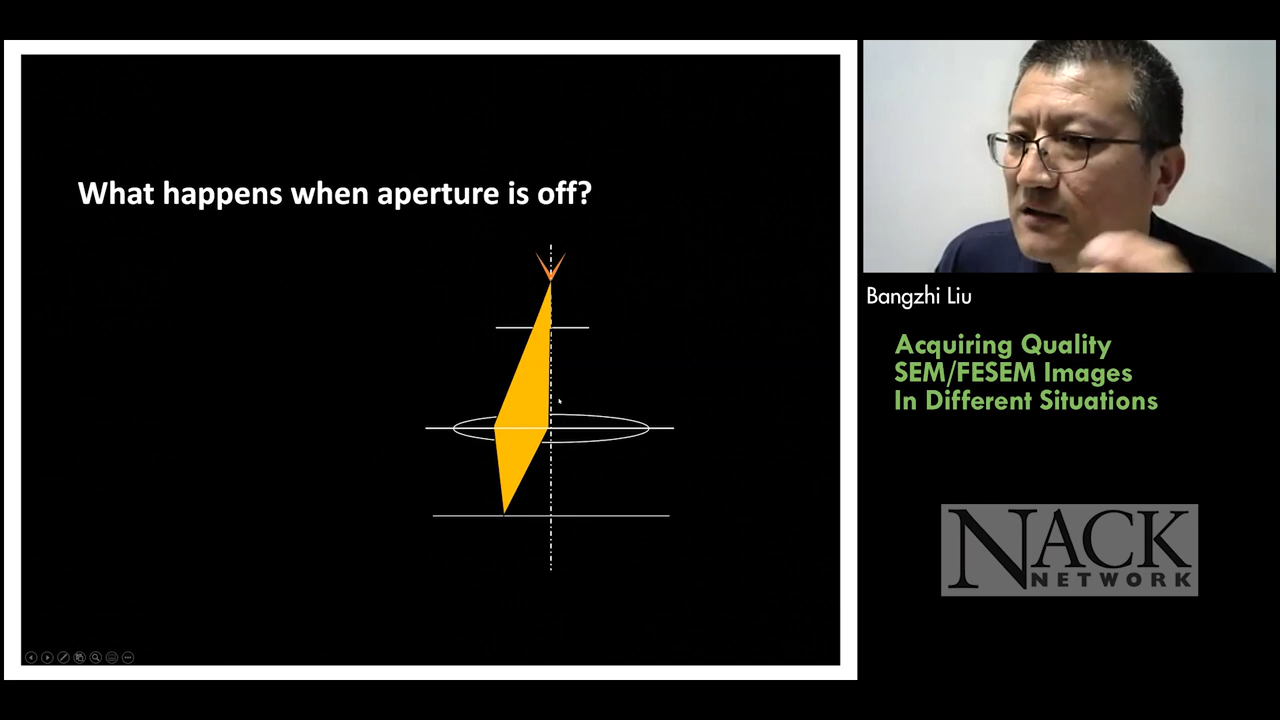 What happens when aperture is off?
Bangzhi Liu
Acquiring Quality
SEM/FESEM Images
In Different Situations
NACK
NETWORK